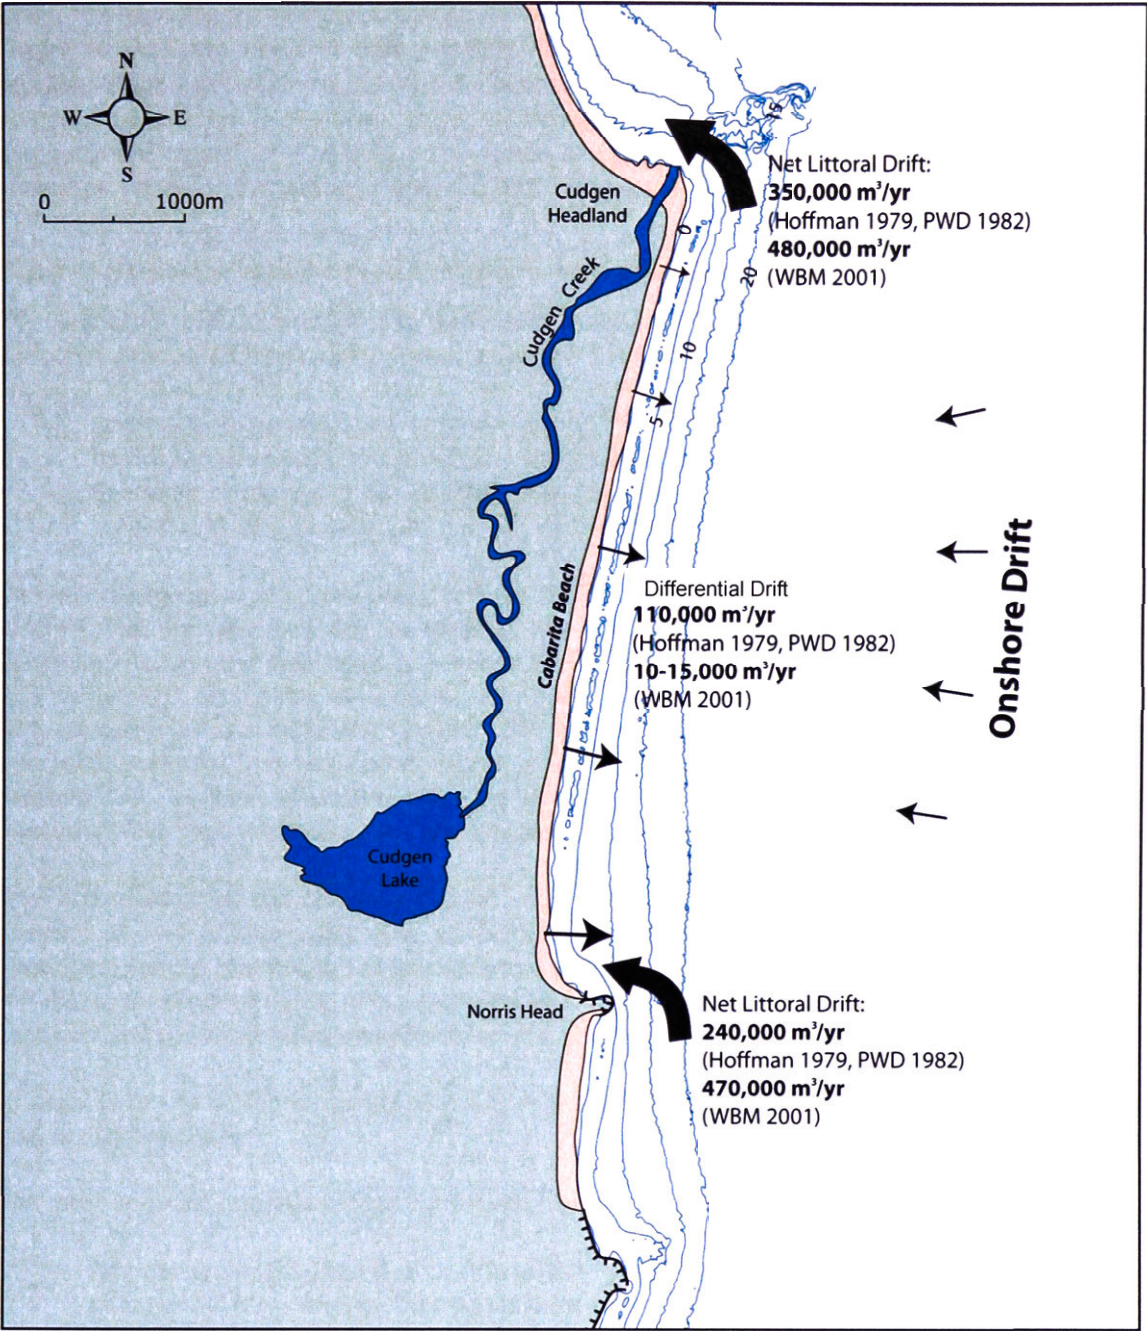 N
W
E
S
0
1000m
Cudgen
Headland
Net Littoral Drift:
350,000 m³/yr
(Hoffman 1979, PWD 1982)
480,000 m³/yr
(WBM 2001)
15
0
20
10
5
Cudgen Creek
Cabarita Beach
Differential Drift
110,000 m³/yr
(Hoffman 1979, PWD 1982)
10-15,000 m³/yr
(WBM 2001)
Onshore Drift
Cudgen
Lake
Norris Head
Net Littoral Drift:
240,000 m³/yr
(Hoffman 1979, PWD 1982)
470,000 m³/yr
(WBM 2001)